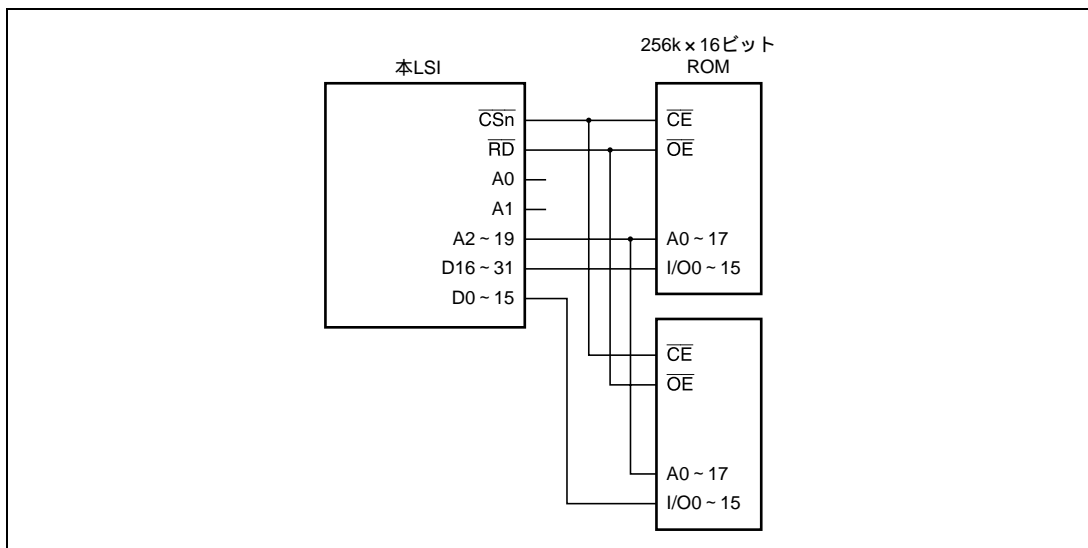 256k×16ビット
ROM
本LSI
CSn
RD
A0
A1
A2~19
D16~31
D0~15
CE
OE
A0~17
I/O0~15
CE
OE
A0~17
I/O0~15